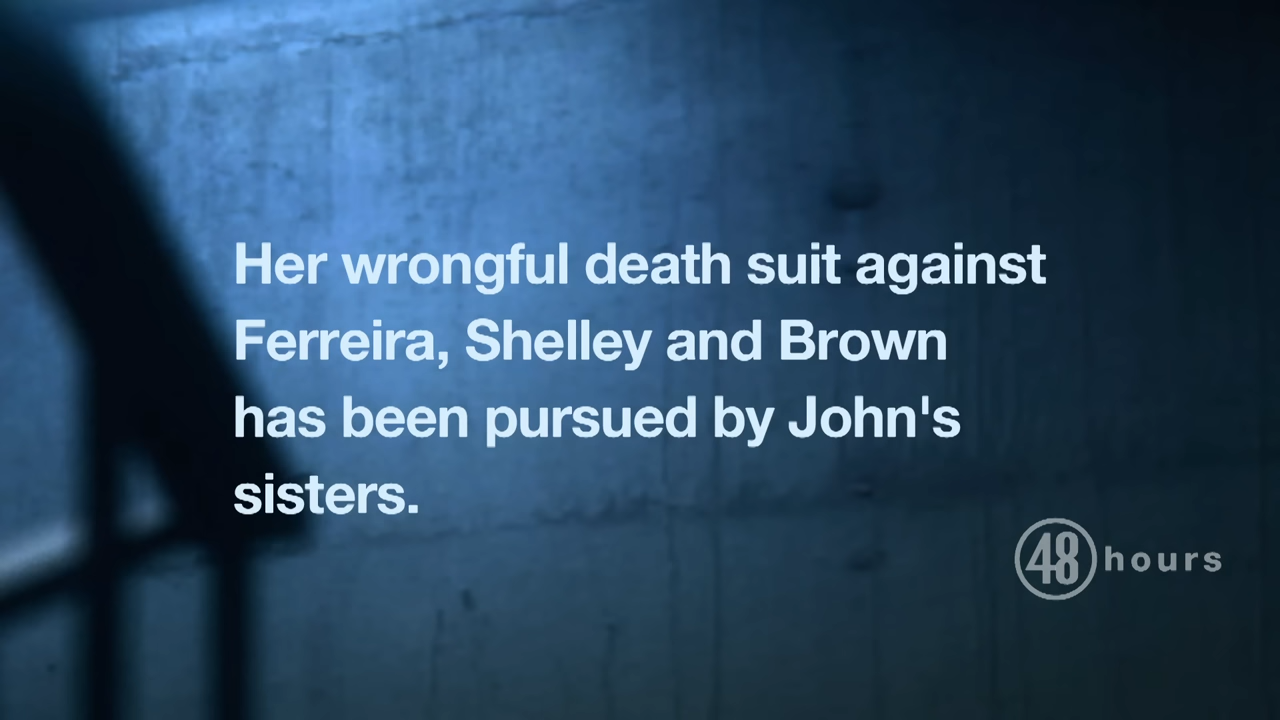 Her wrongful death suit against
Ferreira, Shelley and Brown
has been pursued by John's
sisters.
48 hours